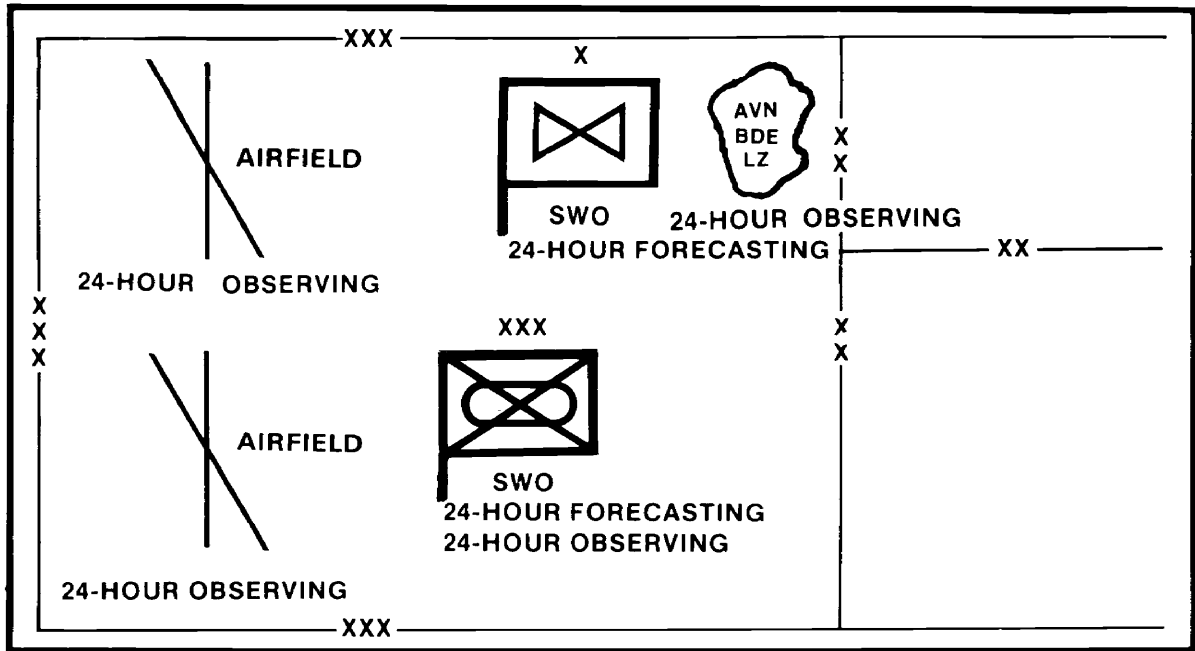 XXX
X
AIRFIELD
AVN
BDE
LZ
X
X
SWO
24-HOUR OBSERVING
24-HOUR FORECASTING
XX
24-HOUR OBSERVING
X
X
X
XXX
X
X
AIRFIELD
SWO
24-HOUR FORECASTING
24-HOUR OBSERVING
24-HOUR OBSERVING
XXX